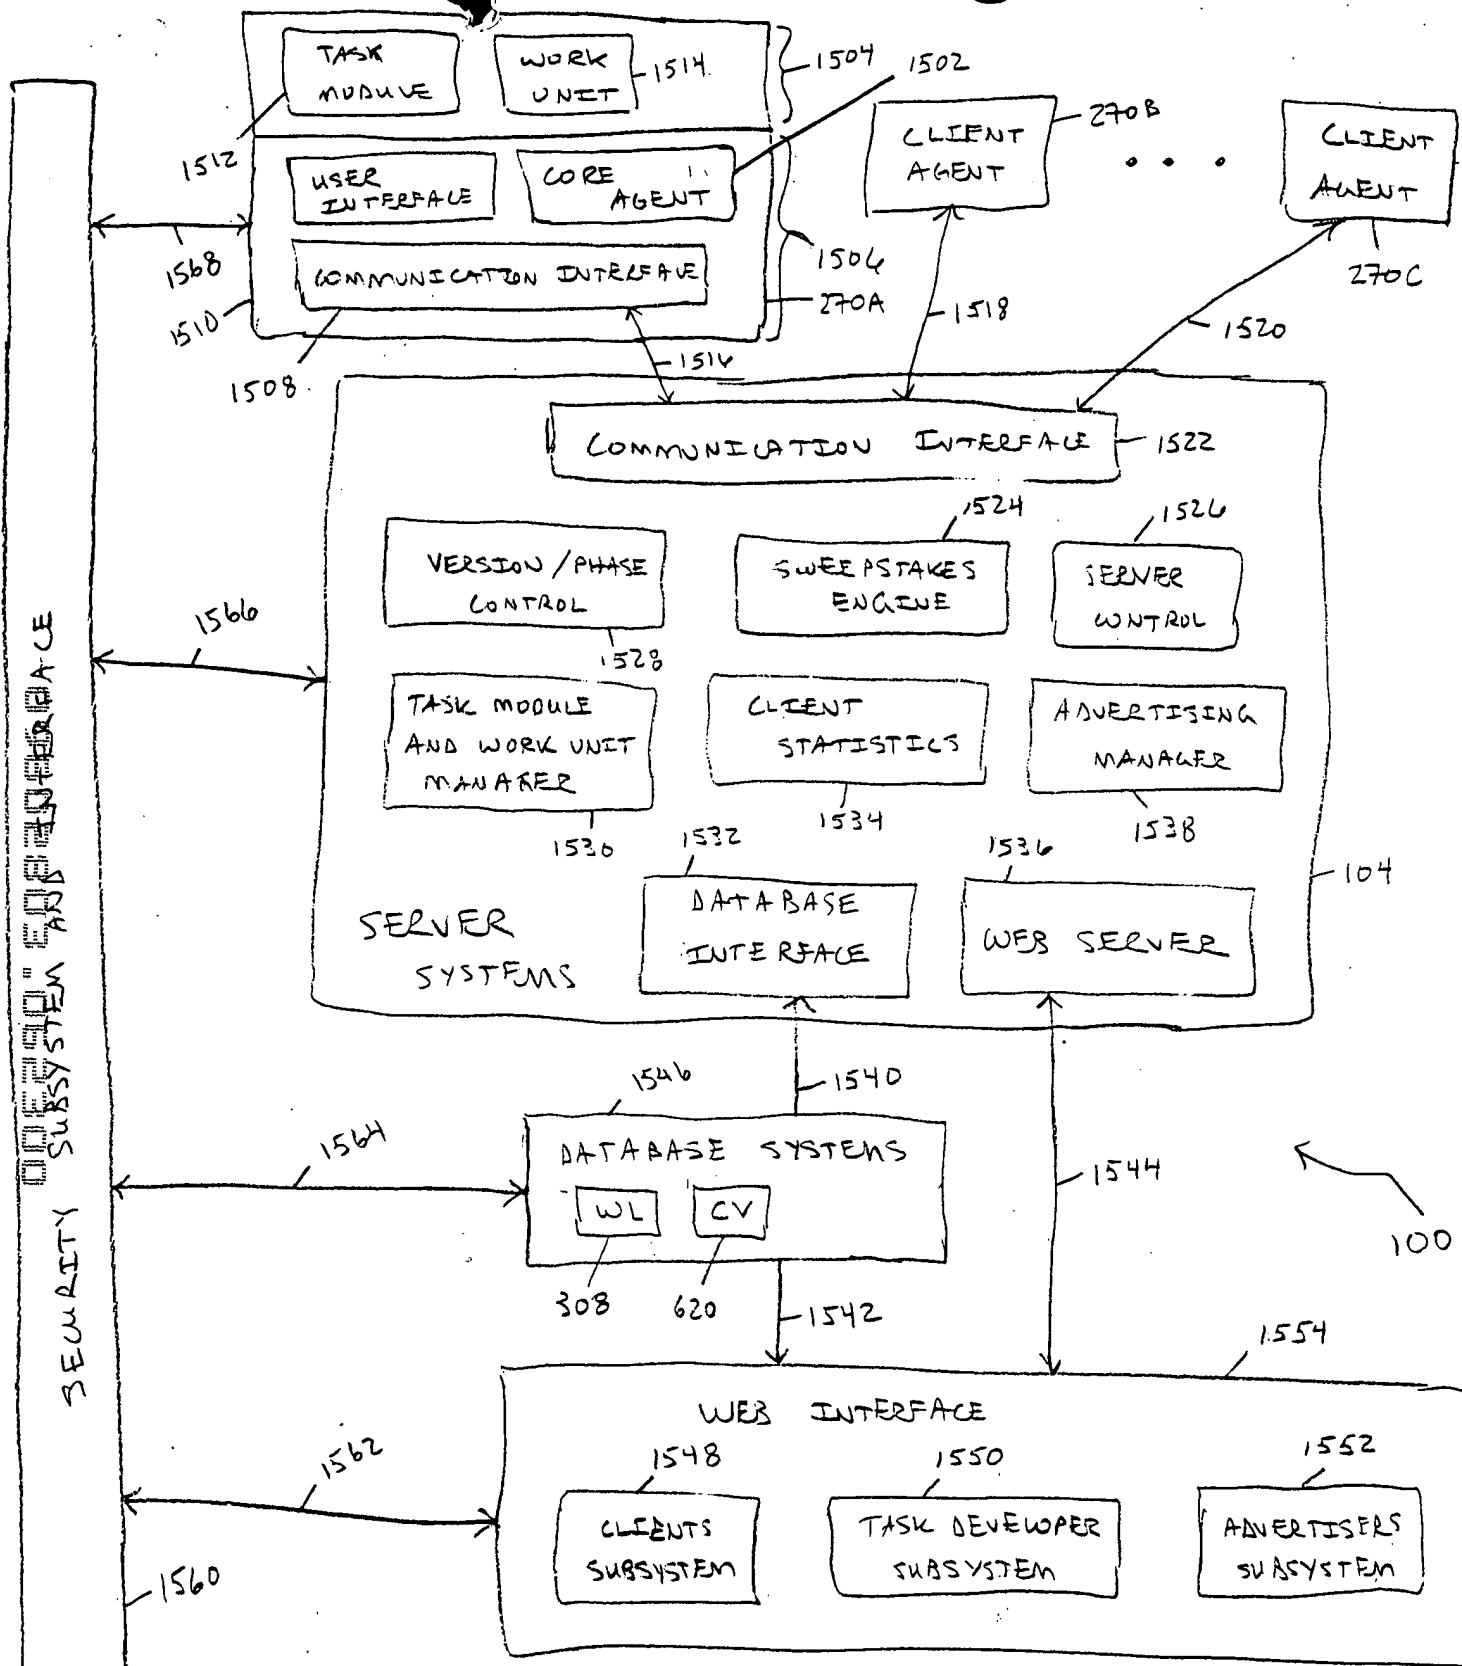 TASK
MODULE
WORK
UNIT
1514
1504
1502
1512
USER
INTERFACE
CORE
AGENT
CLIENT
AGENT
270B
CLIENT
AGENT
270C
1568
COMMUNICATION INTERFACE
1506
270A
1510
1508
1516
1518
1520
COMMUNICATION INTERFACE
1522
VERSION/PHASE
CONTROL
1528
SWEEPSTAKES
ENGINE
1524
SERVER
CONTROL
1526
1566
TASK MODULE
AND WORK UNIT
MANAGER
1530
CLIENT
STATISTICS
1534
ADVERTISING
MANAGER
1538
SERVER
SYSTEMS
1532
DATABASE
INTERFACE
1536
WEB SERVER
104
1546
1540
1564
DATABASE SYSTEMS
WL
CV
308
620
1542
1544
100
1554
WEB INTERFACE
1562
1548
CLIENTS
SUBSYSTEM
1550
TASK DEVELOPER
SUBSYSTEM
1552
ADVERTISERS
SUBSYSTEM
1560
SECURITY SUBSYSTEM AND INTERFACE